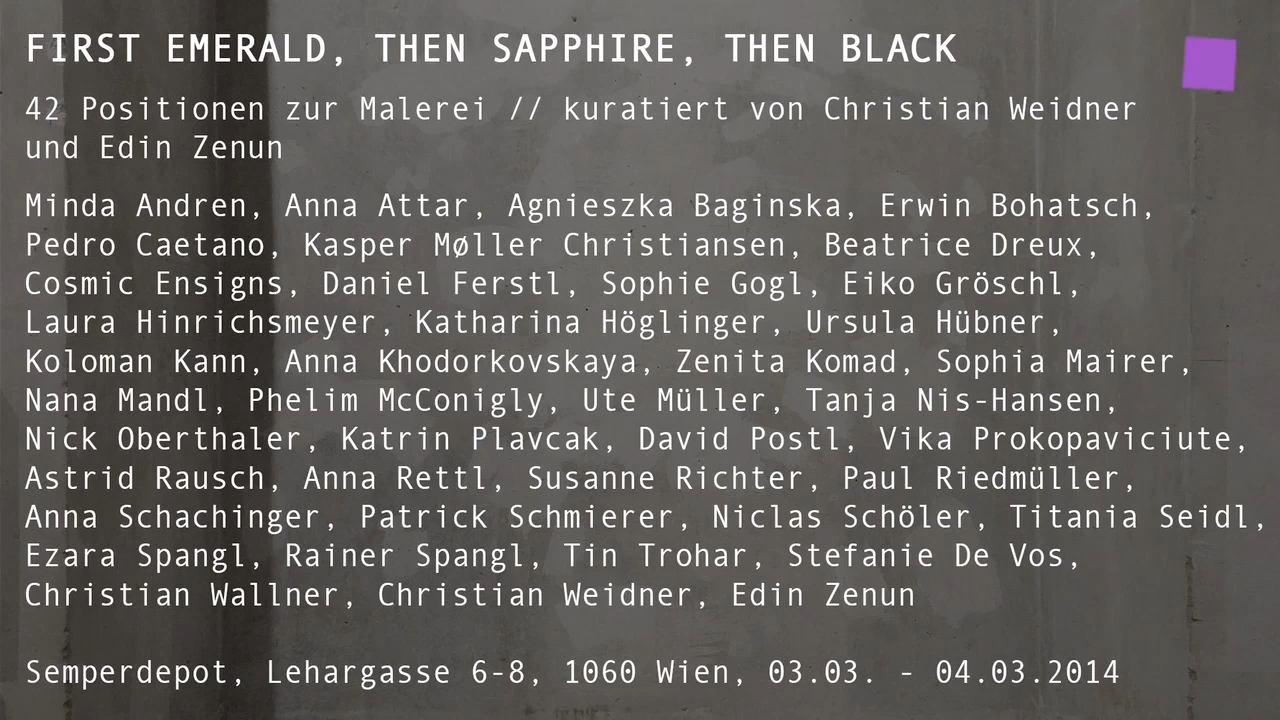 FIRST EMERALD, THEN SAPPHIRE, THEN BLACK
42 Positionen zur Malerei // kuratiert von Christian Weidner
und Edin Zenun
Minda Andren, Anna Attar, Agnieszka Baginska, Erwin Bohatsch,
Pedro Caetano, Kasper Møller Christiansen, Beatrice Dreux,
Cosmic Ensigns, Daniel Ferstl, Sophie Gogl, Eiko Gröschl,
Laura Hinrichsmeyer, Katharina Höglinger, Ursula Hübner,
Koloman Kann, Anna Khodorkovskaya, Zenita Komad, Sophia Mairer,
Nana Mandl, Phelim McConigly, Ute Müller, Tanja Nis-Hansen,
Nick Oberthaler, Katrin Plavcak, David Postl, Vika Prokopaviciute,
Astrid Rausch, Anna Rettl, Susanne Richter, Paul Riedmüller,
Anna Schachinger, Patrick Schmierer, Niclas Schöler, Titania Seidl,
Ezara Spangl, Rainer Spangl, Tin Trohar, Stefanie De Vos,
Christian Wallner, Christian Weidner, Edin Zenun
Semperdepot, Lehargasse 6-8, 1060 Wien, 03.03. - 04.03.2014